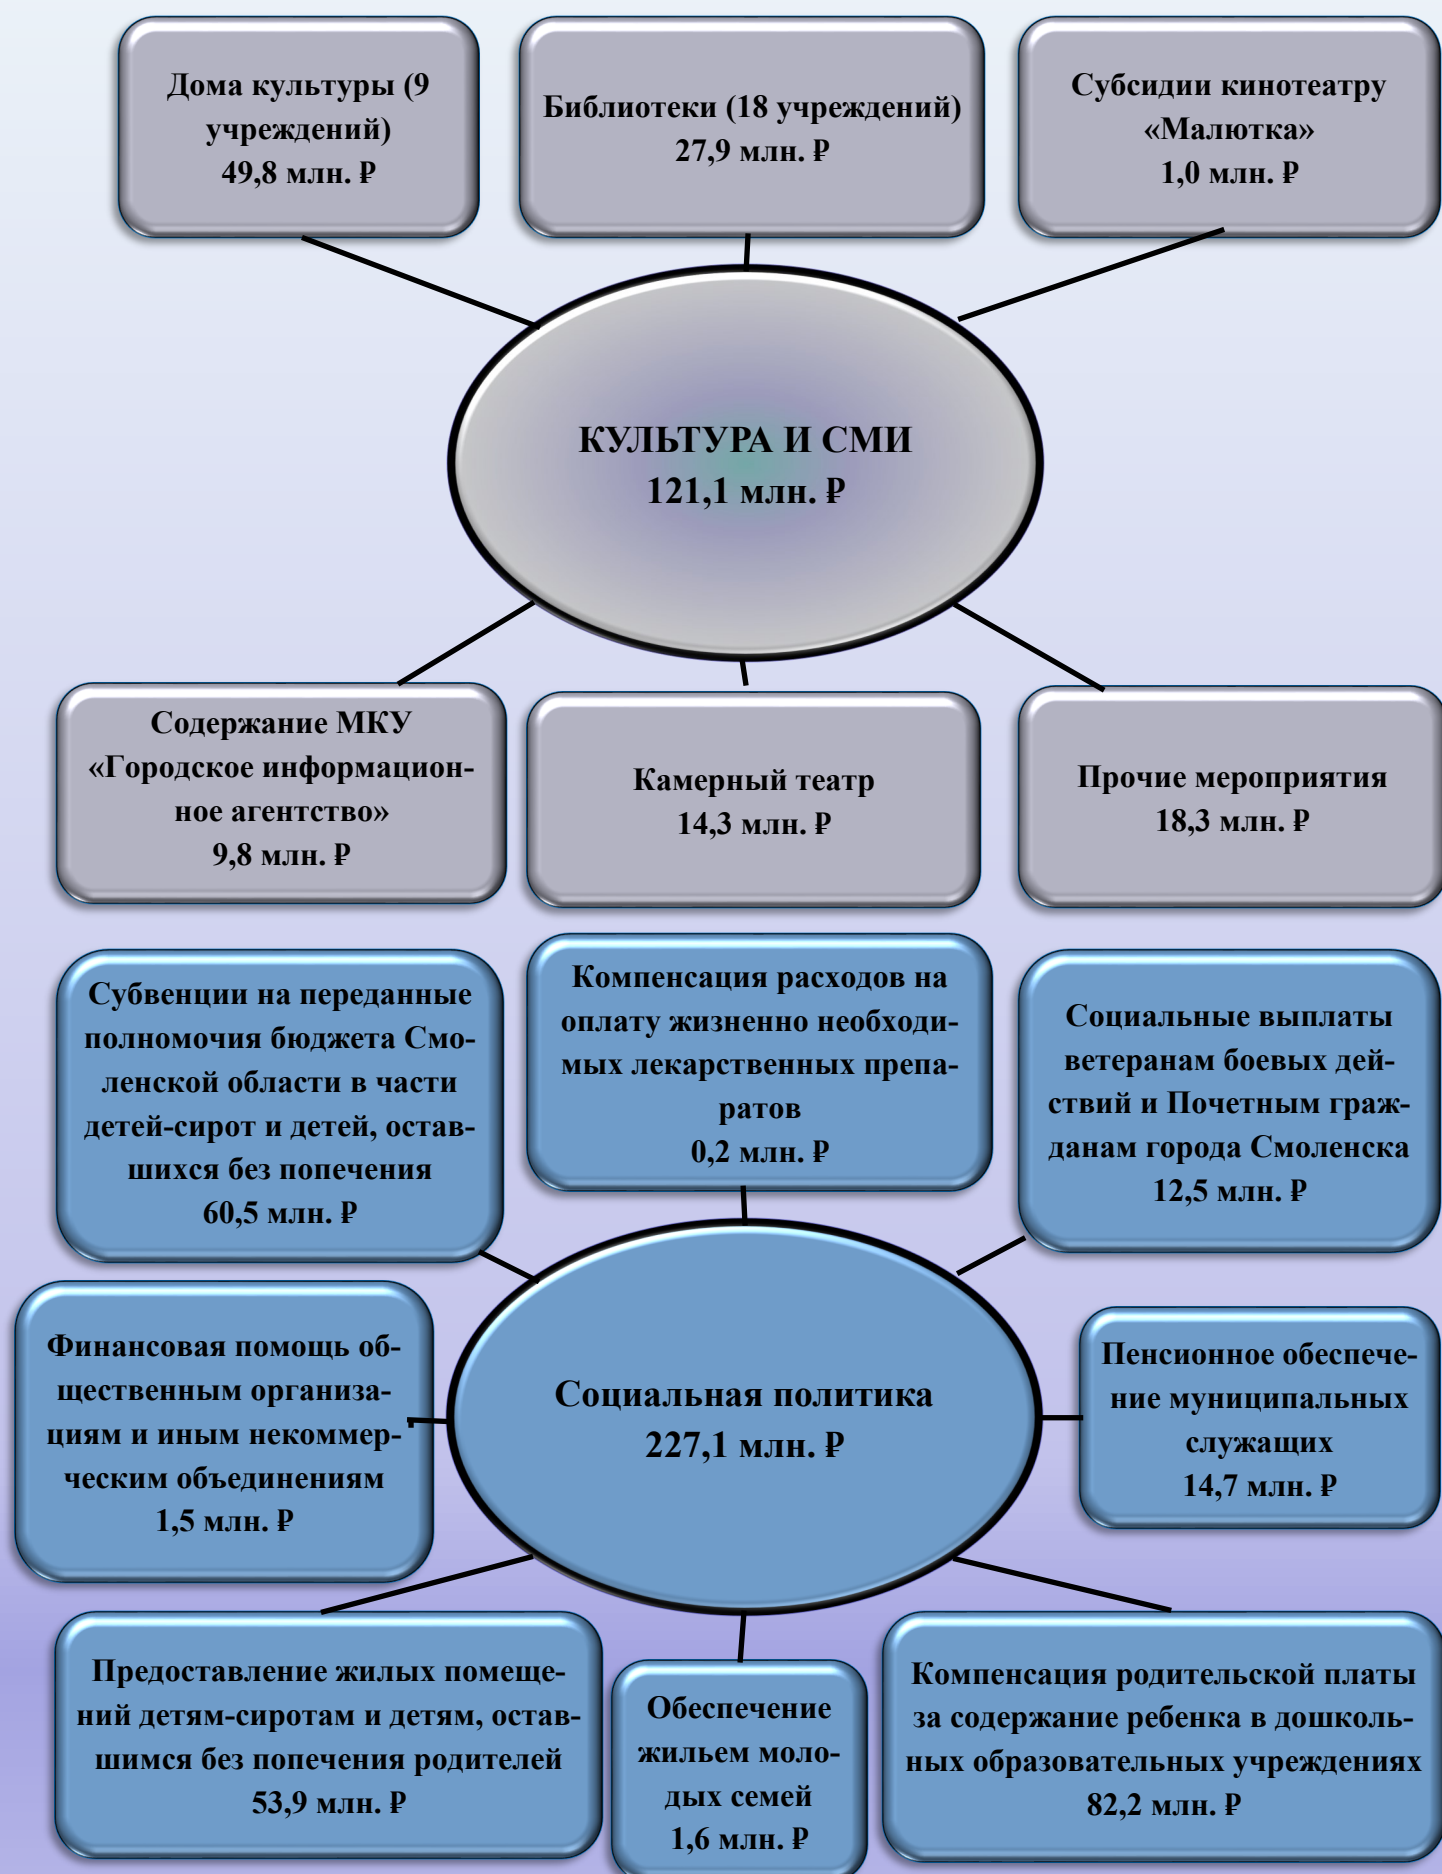 Дома культуры (9
учреждений)
49,8 млн. ₽
Библиотеки (18 учреждений)
27,9 млн. ₽
Субсидии кинотеатру
«Малютка»
1,0 млн. ₽
КУЛЬТУРА И СМИ
121,1 млн. ₽
Содержание МКУ
«Городское информацион-
ное агентство»
9,8 млн. ₽
Камерный театр
14,3 млн. ₽
Прочие мероприятия
18,3 млн. ₽
Субвенции на переданные
полномочия бюджета Смо-
ленской области в части
детей-сирот и детей, остав-
шихся без попечения
60,5 млн. ₽
Компенсация расходов на
оплату жизненно необходи-
мых лекарственных препа-
ратов
0,2 млн. ₽
Социальные выплаты
ветеранам боевых дей-
ствий и Почетным граж-
данам города Смоленска
12,5 млн. ₽
Финансовая помощь об-
щественным организа-
циям и иным некоммер-
ческим объединениям
1,5 млн. ₽
Социальная политика
227,1 млн. ₽
Пенсионное обеспече-
ние муниципальных
служащих
14,7 млн. ₽
Предоставление жилых помеще-
ний детям-сиротам и детям, остав-
шимся без попечения родителей
53,9 млн. ₽
Обеспечение
жильем моло-
дых семей
1,6 млн. ₽
Компенсация родительской платы
за содержание ребенка в дошколь-
ных образовательных учреждениях
82,2 млн. ₽